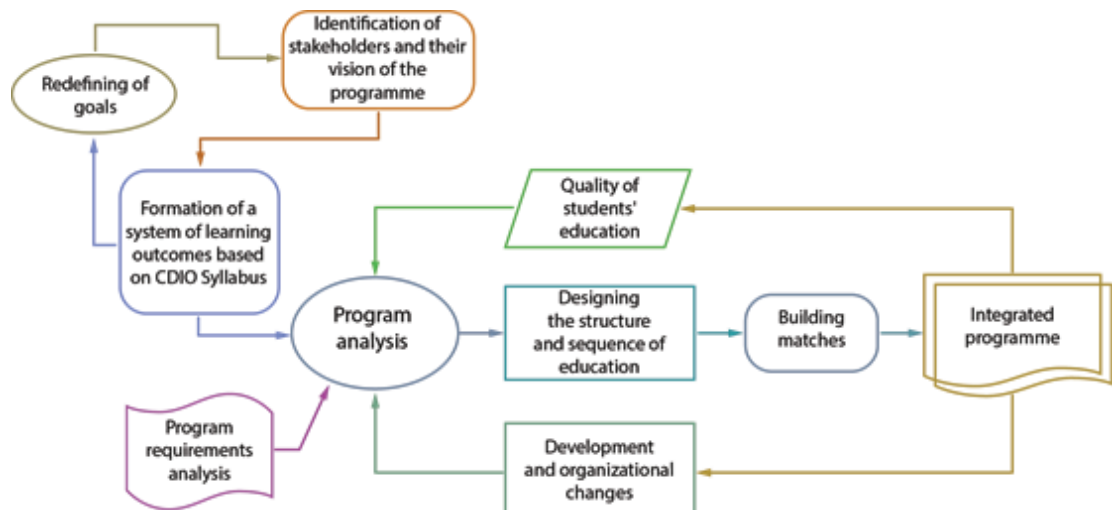 Identification of
stakeholders and their
vision of the
programme
Redefining of
goals
Formation of a
system of learning
outcomes based
on CDIO Syllabus
Quality of
students'
education
Program
analysis
Designing
the structure
and sequence of
education
Building
matches
Integrated
programme
Program
requirements
analysis
Development
and organizational
changes